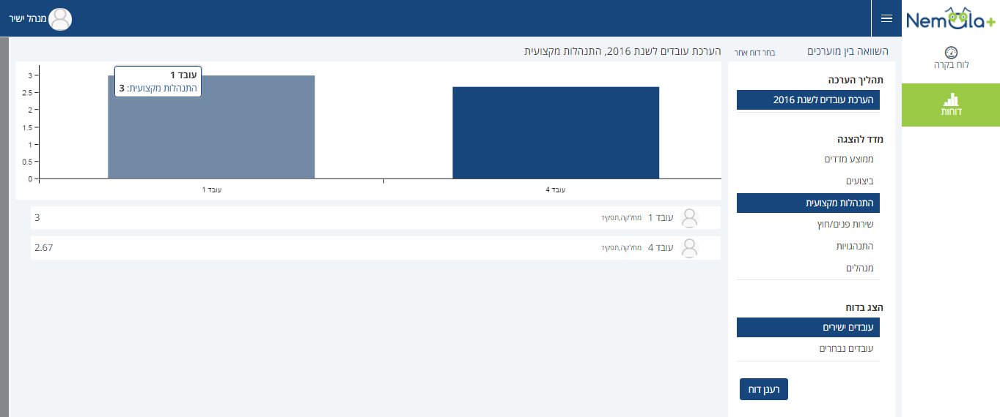 Nemala+
מנהל ישיר
לוח בקרה
דוחות
השוואה בין מוערכים
בחר דוח אחר
הערכת עובדים לשנת 2016, התנהלות מקצועית
תהליך הערכה
הערכת עובדים לשנת 2016
מדד להצגה
ממוצע מדדים
ביצועים
התנהלות מקצועית
שירות פנים/חוץ
התנהגויות
מנהלים
הצג בדוח
עובדים ישירים
עובדים נבחרים
רענן דוח
3
2.5
2
1.5
1
0.5
0
עובד 1
התנהלות מקצועית: 3
עובד 1
עובד 4
עובד 1 מחלקה,תפקיד 3
עובד 4 מחלקה,תפקיד 2.67